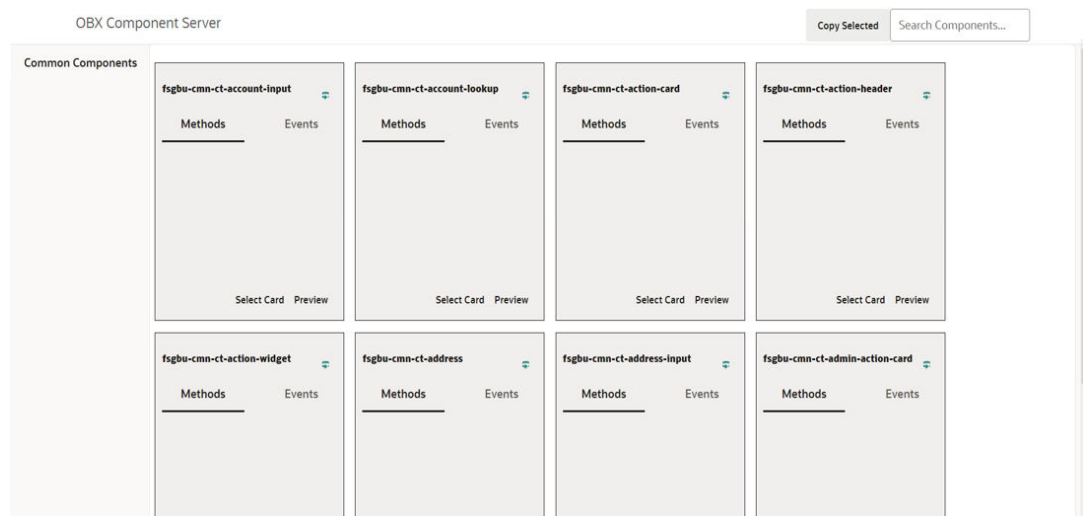 OBX Component Server
Copy Selected Search Components...
Common Components
fsgbu-cmn-ct-account-input fsgbu-cmn-ct-account-lookup fsgbu-cmn-ct-action-card fsgbu-cmn-ct-action-header
Methods Events Methods Events Methods Events Methods Events
Select Card Preview Select Card Preview Select Card Preview Select Card Preview
fsgbu-cmn-ct-action-widget fsgbu-cmn-ct-address fsgbu-cmn-ct-address-input fsgbu-cmn-ct-admin-action-card
Methods Events Methods Events Methods Events Methods Events